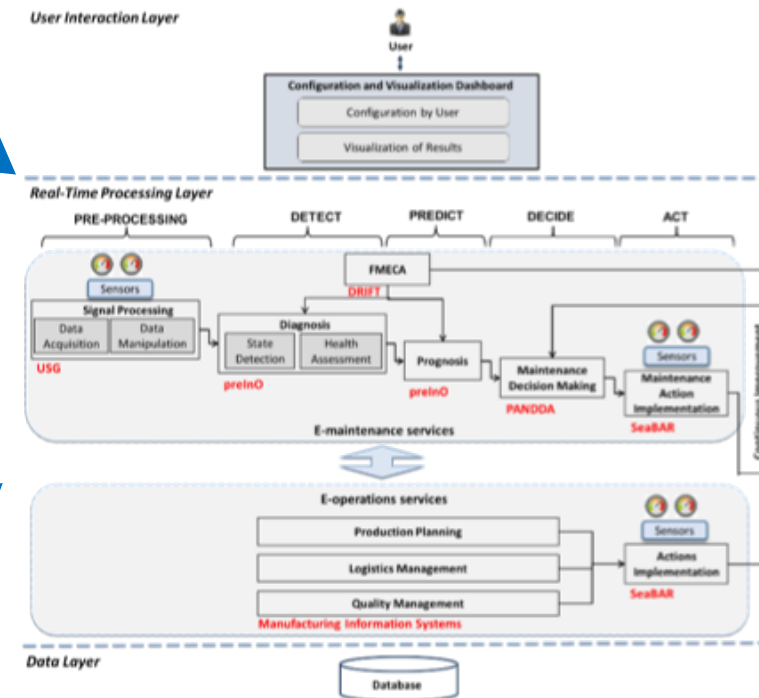 User Interaction Layer
User
Configuration and Visualization Dashboard
Configuration by User
Visualization of Results
Real-Time Processing Layer
PRE-PROCESSING
DETECT
PREDICT
DECIDE
ACT
FMECA
DRIFT
Sensors
Signal Processing
Data
Acquisition
Data
Manipulation
USG
Diagnosis
State
Detection
Health
Assessment
preInO
Prognosis
preInO
Maintenance
Decision Making
PANDDA
Sensors
Maintenance
Action
Implementation
SeaBAR
Continuous Improvement
E-maintenance services
E-operations services
Production Planning
Logistics Management
Quality Management
Manufacturing Information Systems
Sensors
Actions
Implementation
SeaBAR
Data Layer
Database